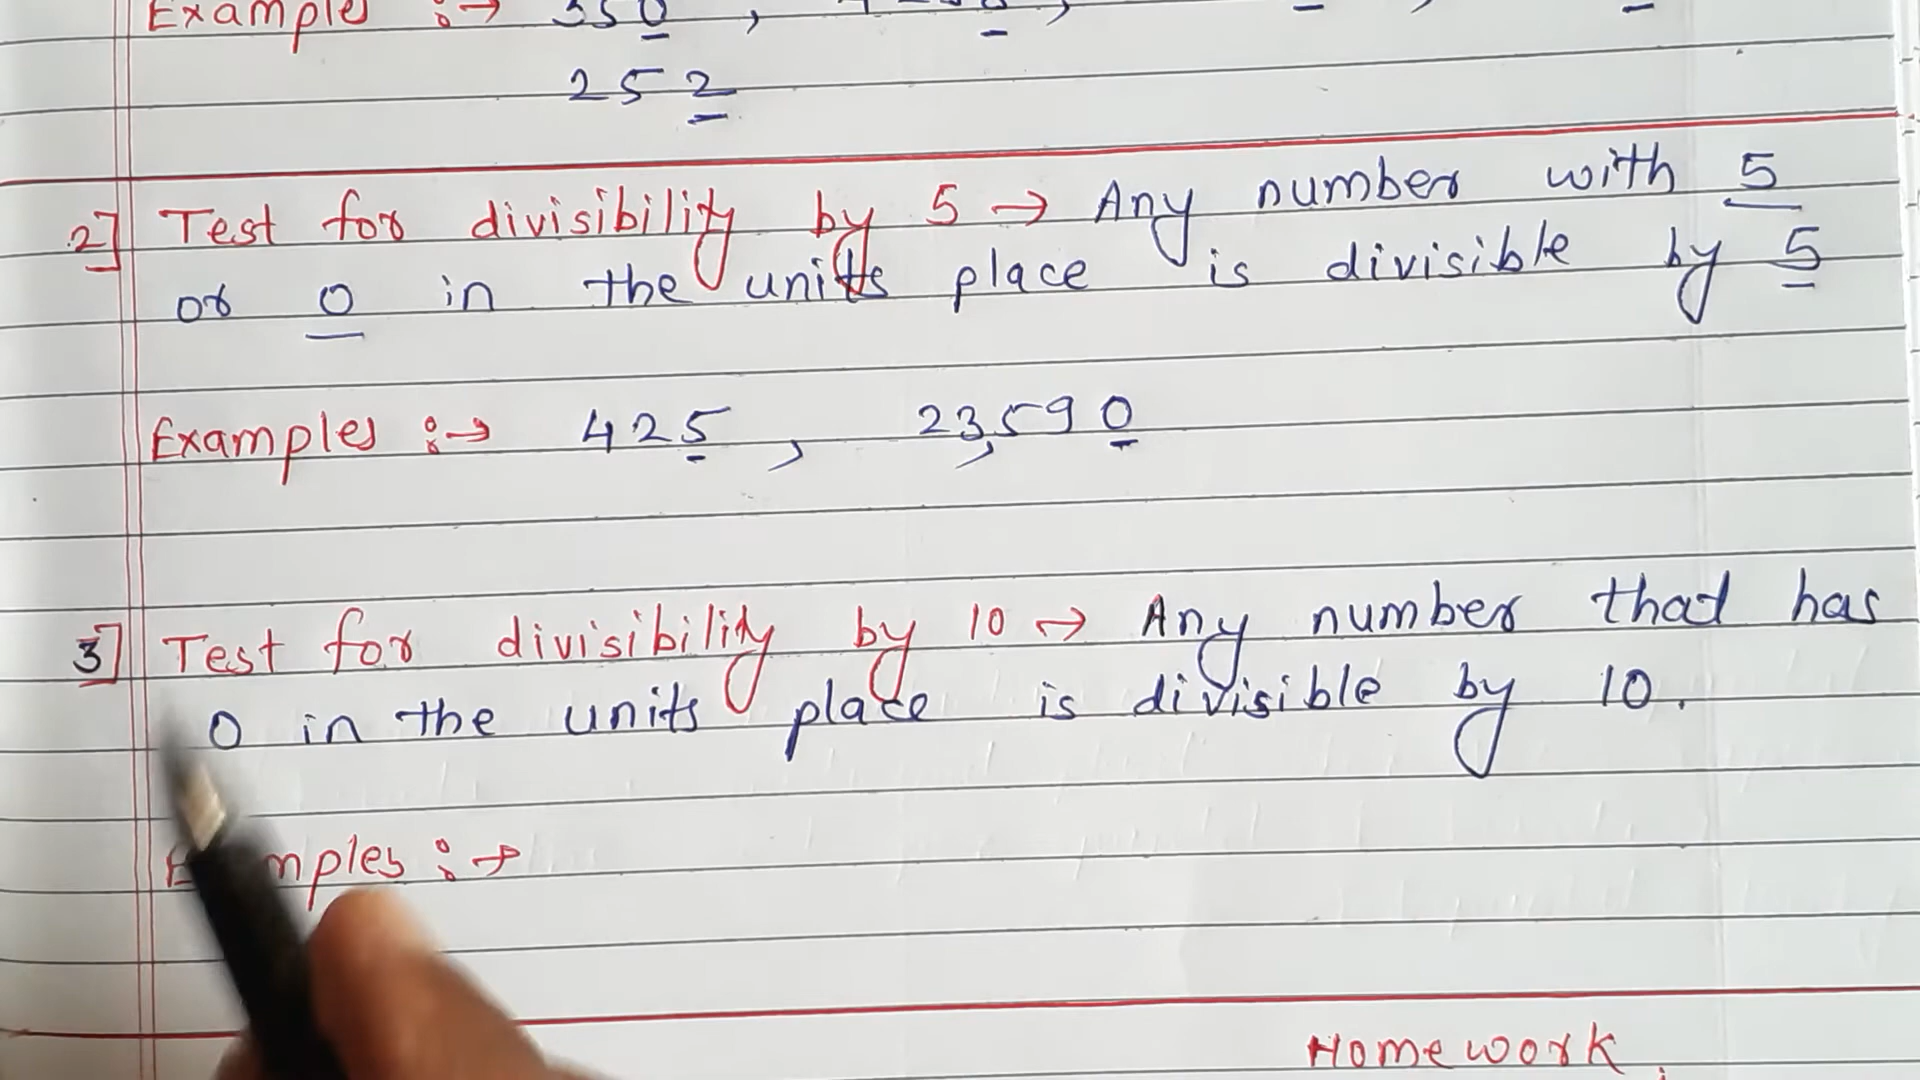 Examples :→ 350 ,
252
2] Test for divisibility by 5 → Any number with 5
or 0 in the units place is divisible by 5
Examples :→ 425 , 23,590
3] Test for divisibility by 10 → Any number that has
0 in the units place is divisible by 10.
:→
Homework